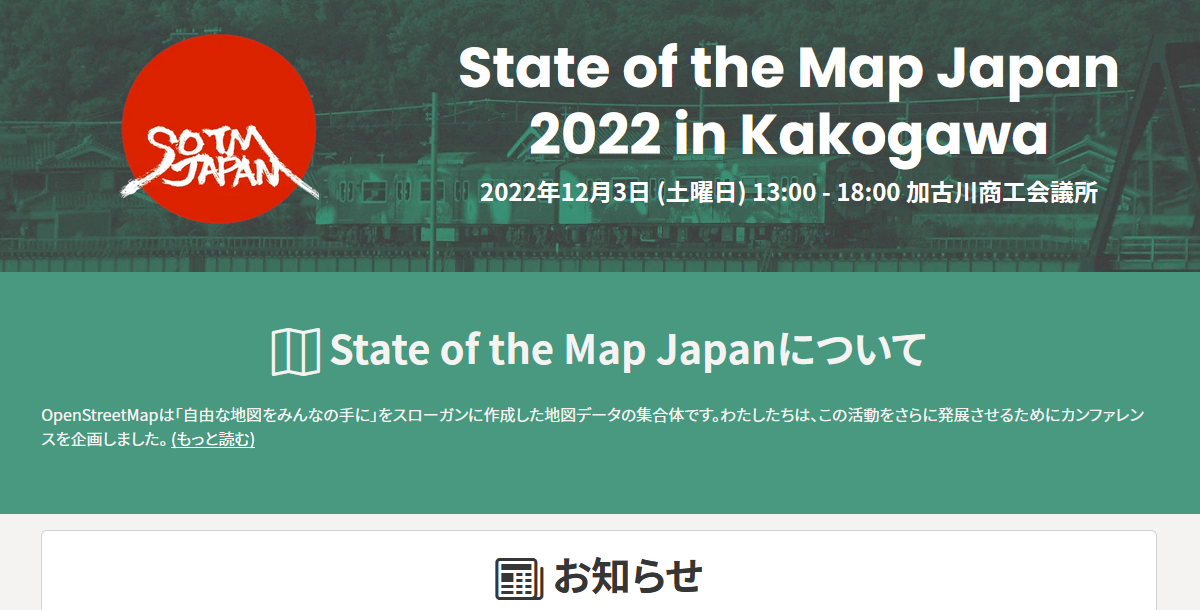 SOTM
JAPAN
State of the Map Japan
2022 in Kakogawa
2022年12月3日 (土曜日) 13:00 - 18:00 加古川商工会議所
State of the Map Japanについて
OpenStreetMapは「自由な地図をみんなの手に」をスローガンに作成した地図データの集合体です。わたしたちは、この活動をさらに発展させるためにカンファレン
スを企画しました。(もっと読む)
お知らせ